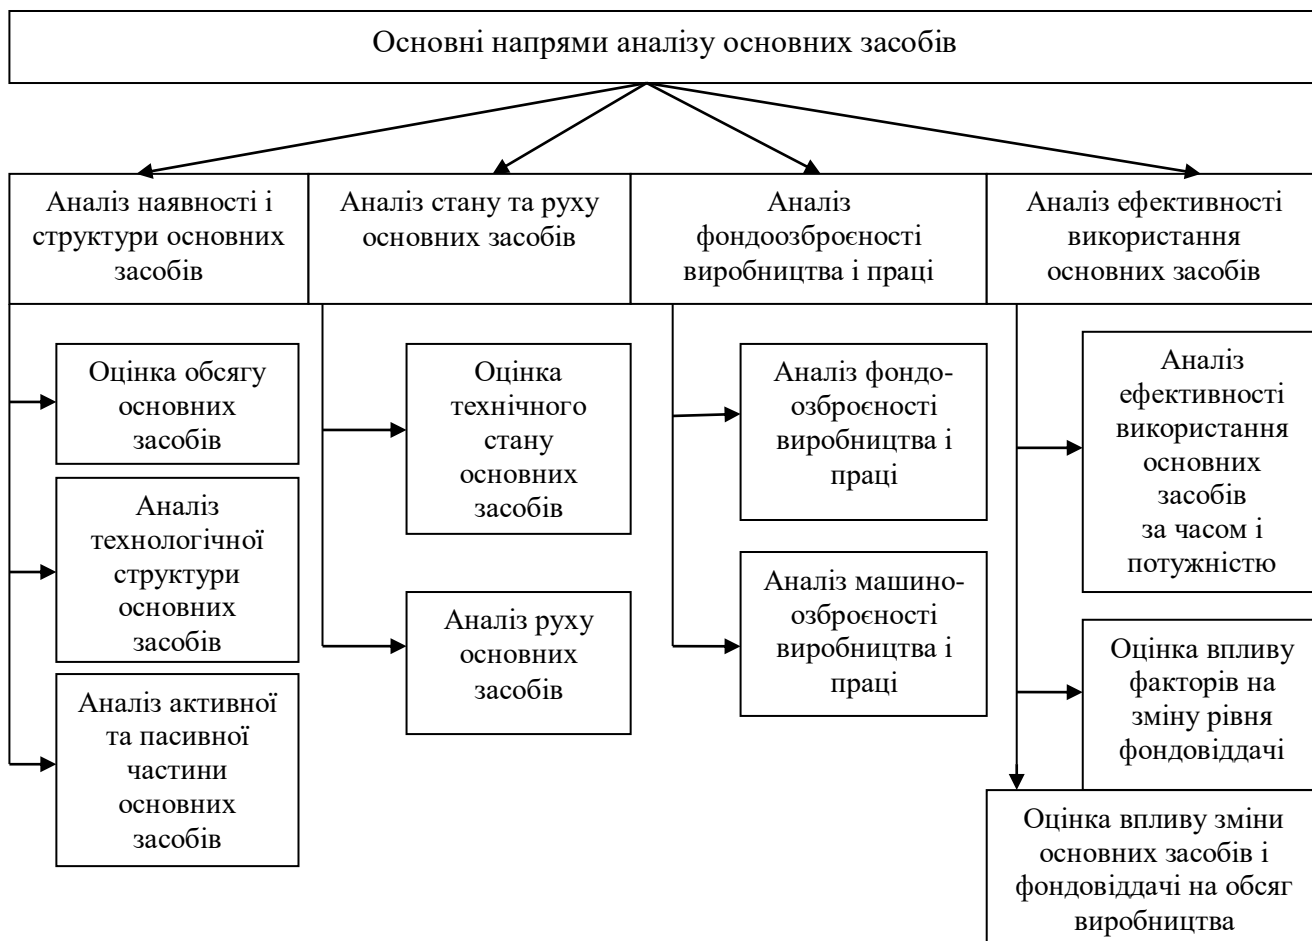 Основні напрями аналізу основних засобів
Аналіз наявності і
структури основних
засобів
Аналіз стану та руху
основних засобів
Аналіз
фондоозброєності
виробництва і праці
Аналіз ефективності
використання
основних засобів
Оцінка обсягу
основних
засобів
Аналіз
технологічної
структури
основних
засобів
Аналіз активної
та пасивної
частини
основних
засобів
Оцінка
технічного
стану
основних
засобів
Аналіз руху
основних
засобів
Аналіз фондо-
озброєності
виробництва і
праці
Аналіз машино-
озброєності
виробництва і
праці
Аналіз
ефективності
використання
основних
засобів
за часом і
потужністю
Оцінка впливу
факторів на
зміну рівня
фондовіддачі
Оцінка впливу зміни
основних засобів і
фондовіддачі на обсяг
виробництва